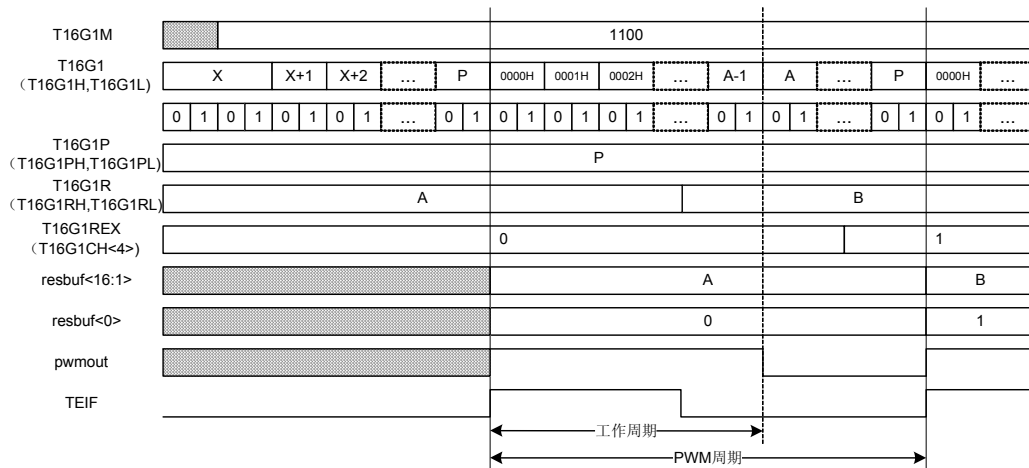 T16G1M 1100
T16G1 X X+1 X+2 ... P 0000H 0001H 0002H ... A-1 A ... P 0000H ...
（T16G1H,T16G1L)
0 1 0 1 0 1 0 1 ... 0 1 0 1 0 1 0 1 ... 0 1 0 1 ... 0 1 0 1 ...
T16G1P P
（T16G1PH,T16G1PL)
T16G1R A B
（T16G1RH,T16G1RL)
T16G1REX 0 1
（T16G1CH<4>)
resbuf<16:1> A B
resbuf<0> 0 1
pwmout
TEIF
工作周期
PWM周期